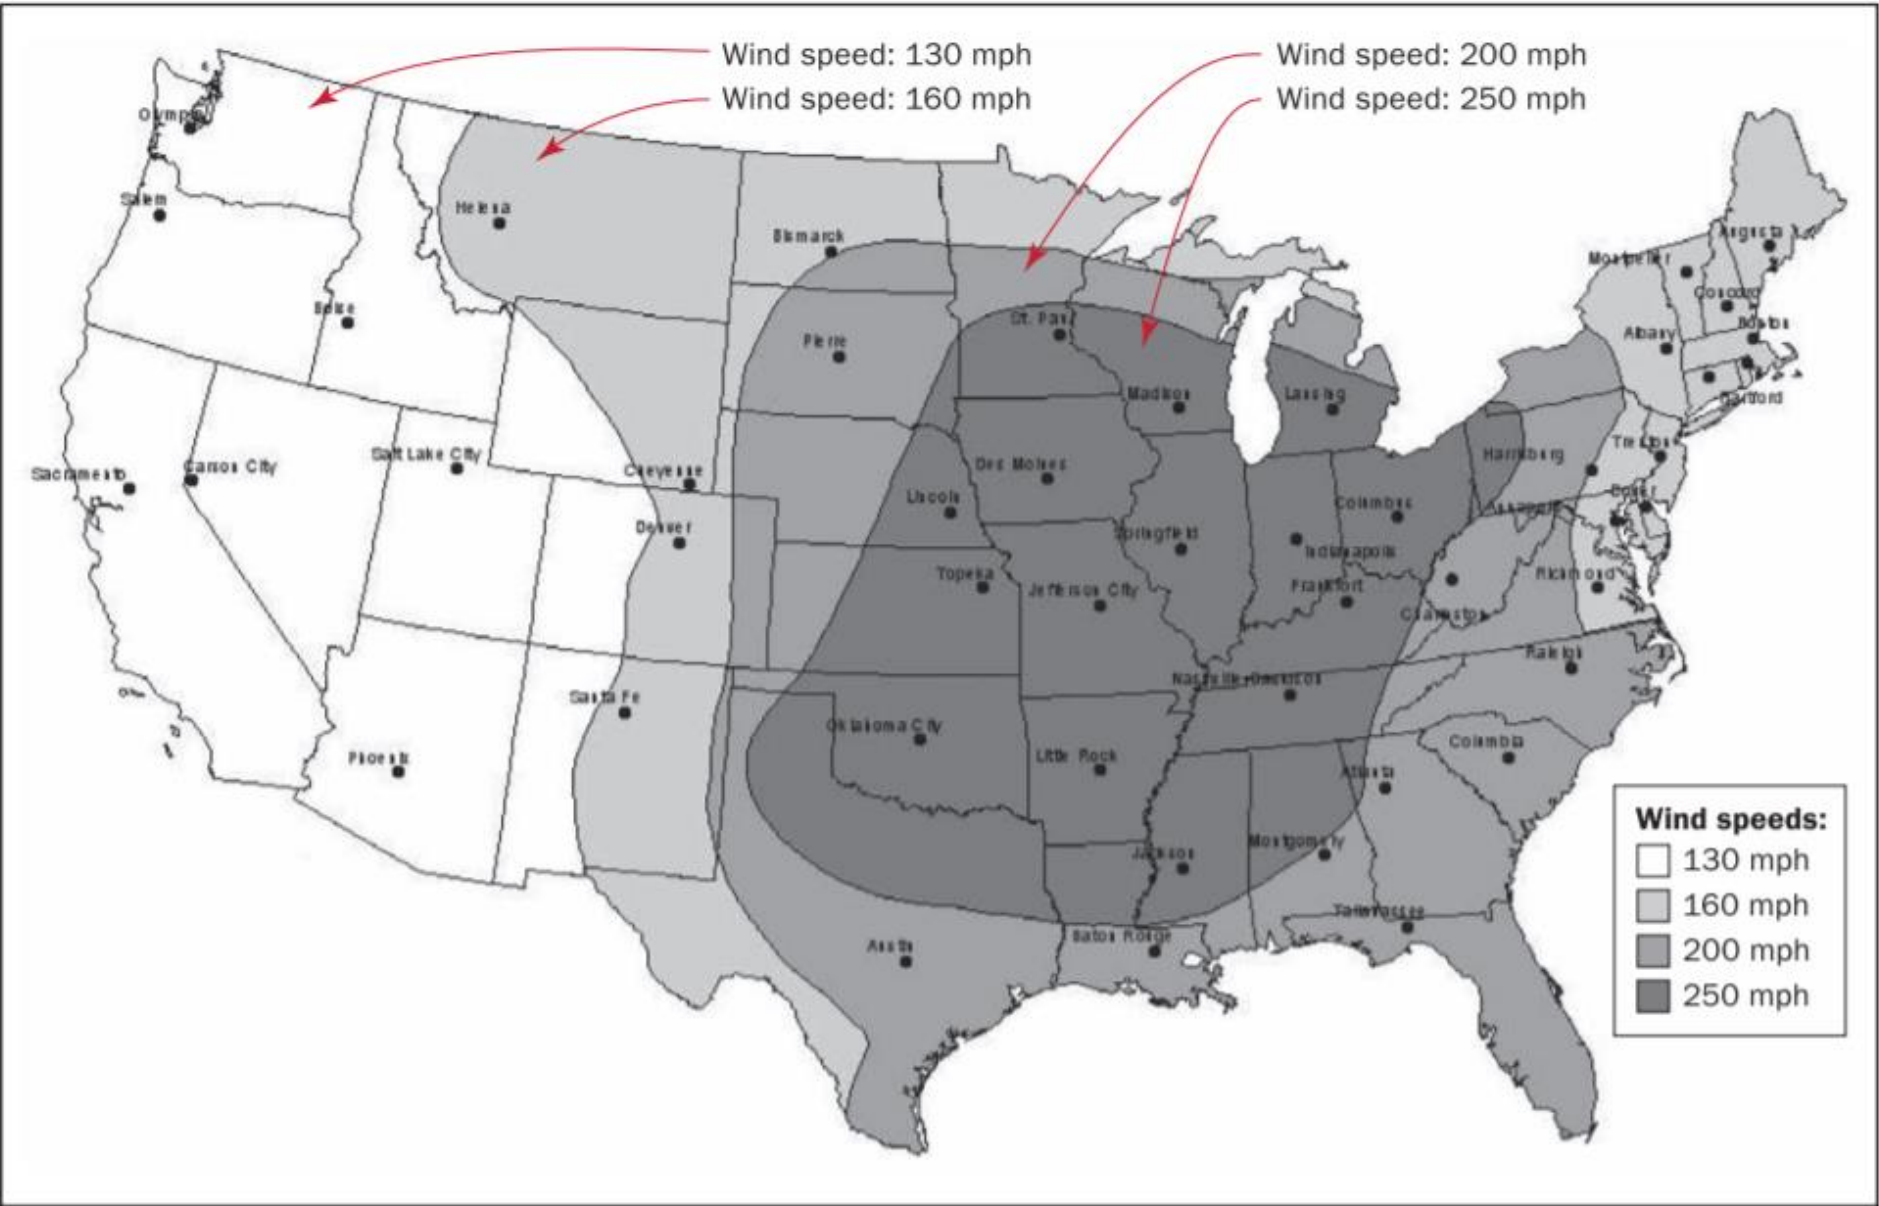 Wind speed: 130 mph
Wind speed: 160 mph
Wind speed: 200 mph
Wind speed: 250 mph
Salem
Helena
Bismarck
Augusta
Montpelier
Concord
Boise
Pierre
St. Paul
Albany
Boston
Madison
Lansing
Hartford
Salt Lake City
Carson City
Sacramento
Cheyenne
Des Moines
Harrisburg
Trenton
Lincoln
Dover
Denver
Columbus
Springfield
Indianapolis
Topeka
Jefferson City
Frankfort
Richmond
Charleston
Raleigh
Santa Fe
Nashville-Davidson
Oklahoma City
Columbia
Phoenix
Little Rock
Atlanta
Jackson
Montgomery
Tallahassee
Austin
Baton Rouge
Wind speeds:
130 mph
160 mph
200 mph
250 mph